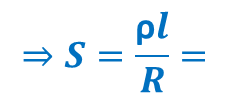 ⇒ S = ρl/R =